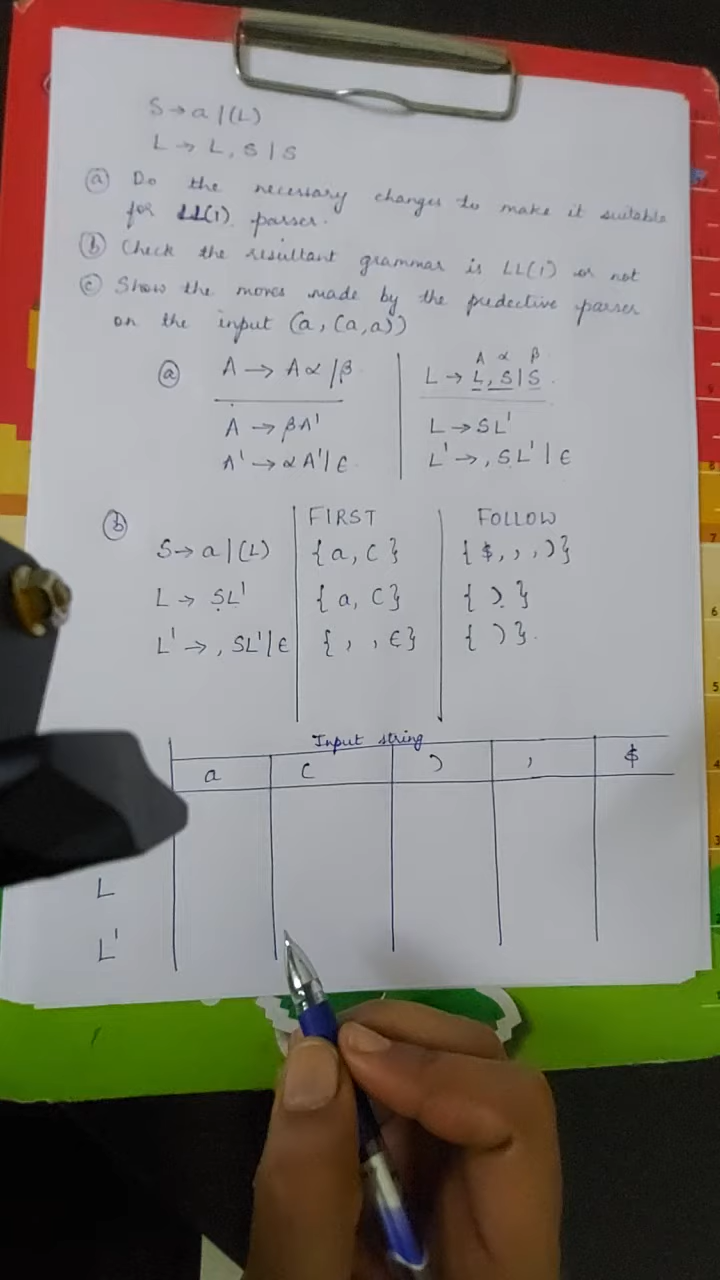 S → a | (L)
L → L, S | S
ⓐ Do the necessary changes to make it suitable
for LL(1) parser.
ⓑ Check the resultant grammar is LL(1) or not
ⓒ Show the moves made by the predective parser
on the input (a, (a,a))
ⓐ A → Aα | β
A → βA'
A' → αA' | ϵ
A α β
L → L, S | S
L → SL'
L' → , SL' | ϵ
ⓑ FIRST FOLLOW
S → a | (L) { a, ( } { $, , , ) }
L → SL' { a, ( } { ) }
L' → , SL' | ϵ { , , ϵ } { ) }.
Input string
a ( ) , $
L
L'